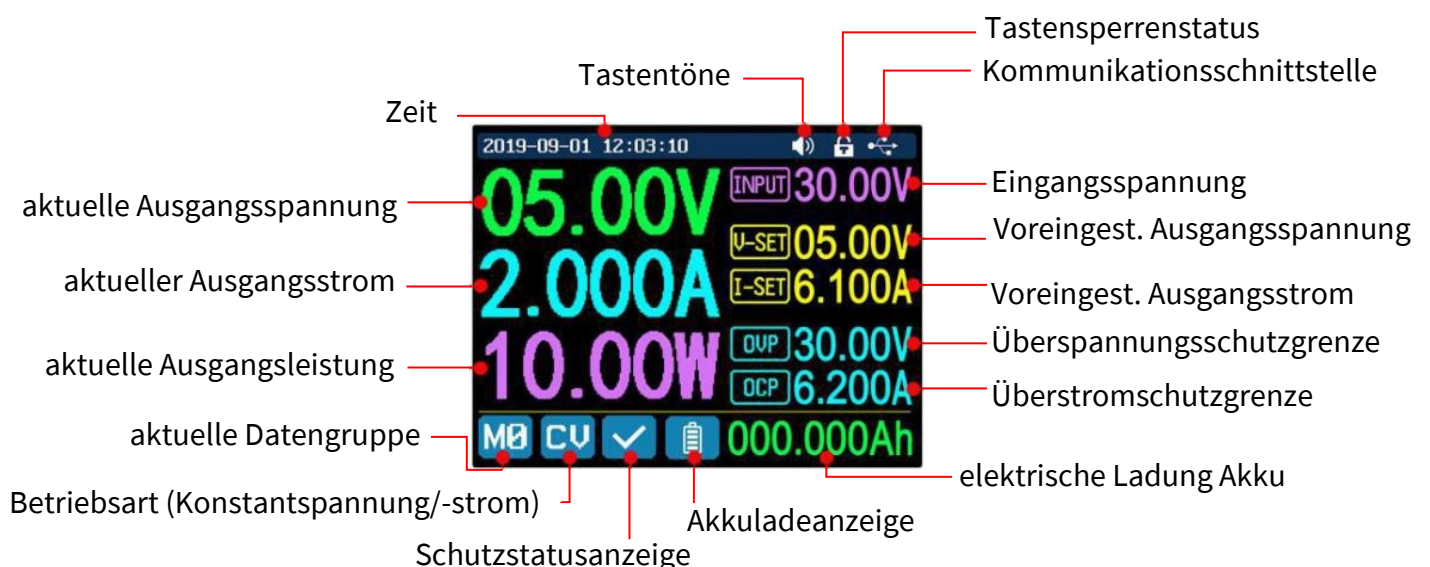 Tastensperrenstatus
Tastentöne
Kommunikationsschnittstelle
Zeit
2019-09-01 12:03:10
aktuelle Ausgangsspannung
05.00V
INPUT 30.00V
Eingangsspannung
V-SET 05.00V
Voreingest. Ausgangsspannung
aktueller Ausgangsstrom
2.000A
I-SET 6.100A
Voreingest. Ausgangsstrom
aktuelle Ausgangsleistung
10.00W
OVP 30.00V
Überspannungsschutzgrenze
OCP 6.200A
Überstromschutzgrenze
aktuelle Datengruppe
M0 CV 000.000Ah
elektrische Ladung Akku
Betriebsart (Konstantspannung/-strom)
Akkuladeanzeige
Schutzstatusanzeige